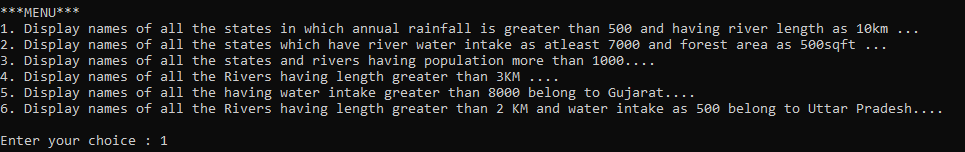 ***MENU***
1. Display names of all the states in which annual rainfall is greater than 500 and having river length as 10km ...
2. Display names of all the states which have river water intake as atleast 7000 and forest area as 500sqft ...
3. Display names of all the states and rivers having population more than 1000....
4. Display names of all the Rivers having length greater than 3KM ....
5. Display names of all the having water intake greater than 8000 belong to Gujarat....
6. Display names of all the Rivers having length greater than 2 KM and water intake as 500 belong to Uttar Pradesh....
Enter your choice : 1